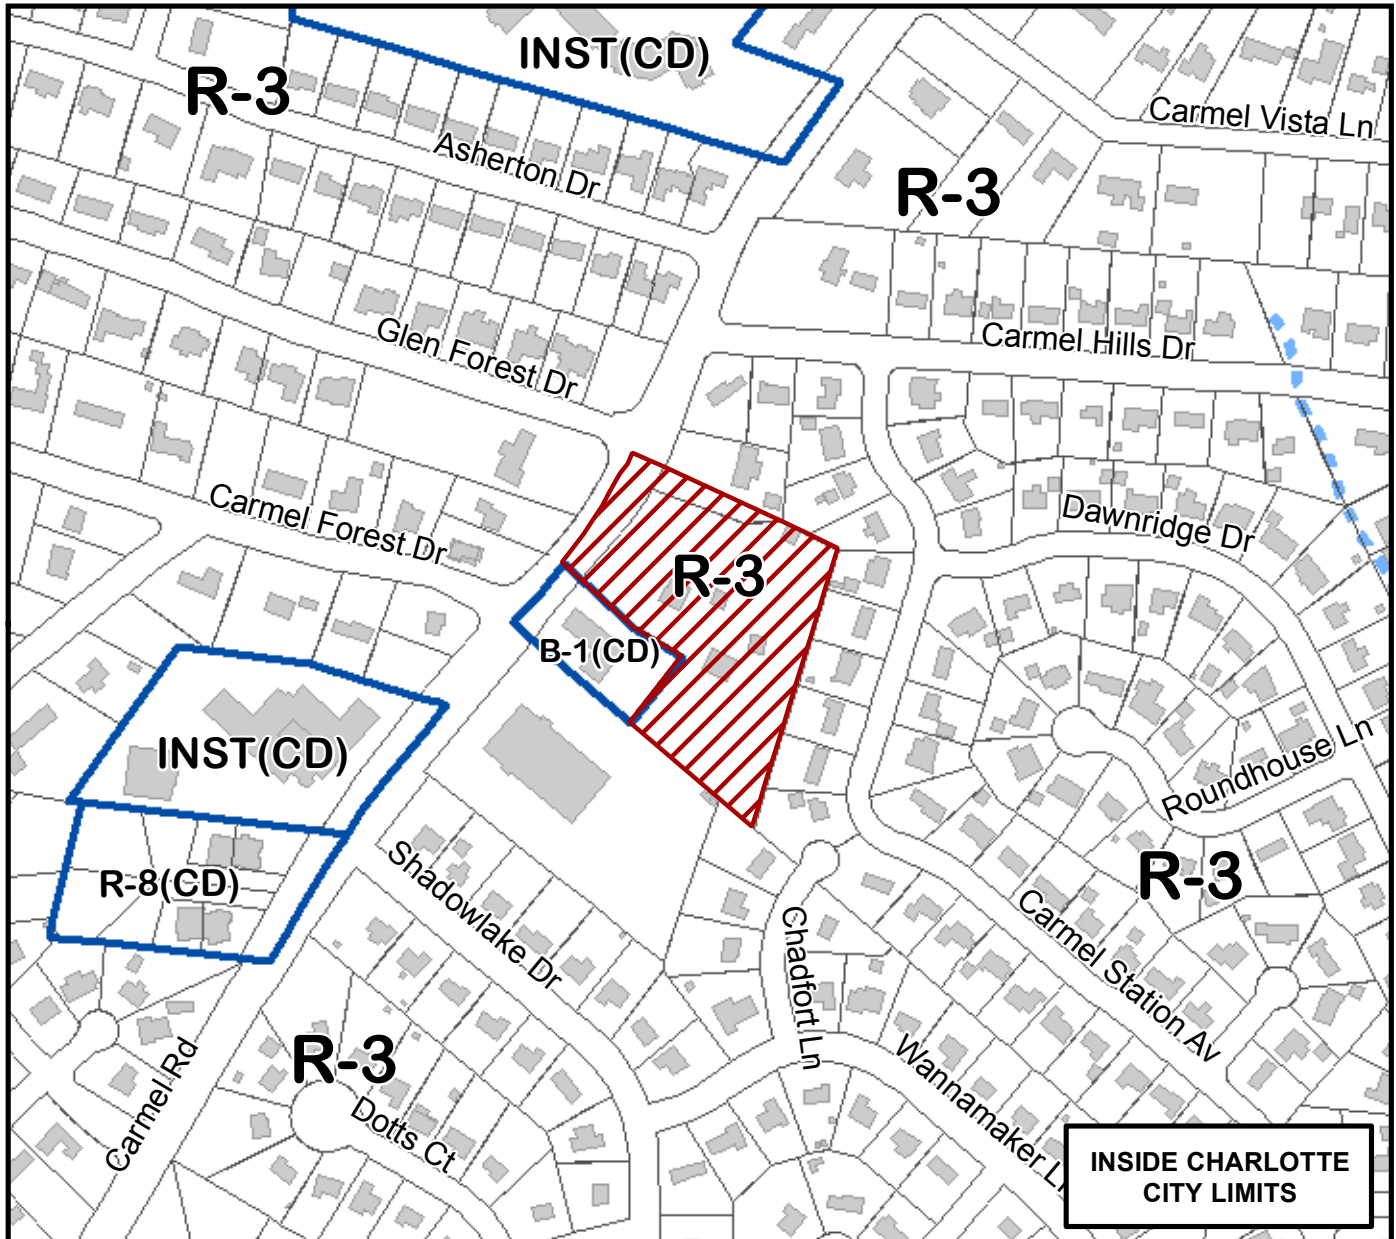 INST(CD)
R-3
Carmel Vista Ln
Asherton Dr
R-3
Glen Forest Dr
Carmel Hills Dr
Carmel Forest Dr
Dawnridge Dr
R-3
B-1(CD)
INST(CD)
Roundhouse Ln
R-8(CD)
Shadowlake Dr
R-3
Carmel Station Av
Chadfort Ln
Wannamaker Ln
R-3
Carmel Rd
Dotts Ct
INSIDE CHARLOTTE
CITY LIMITS